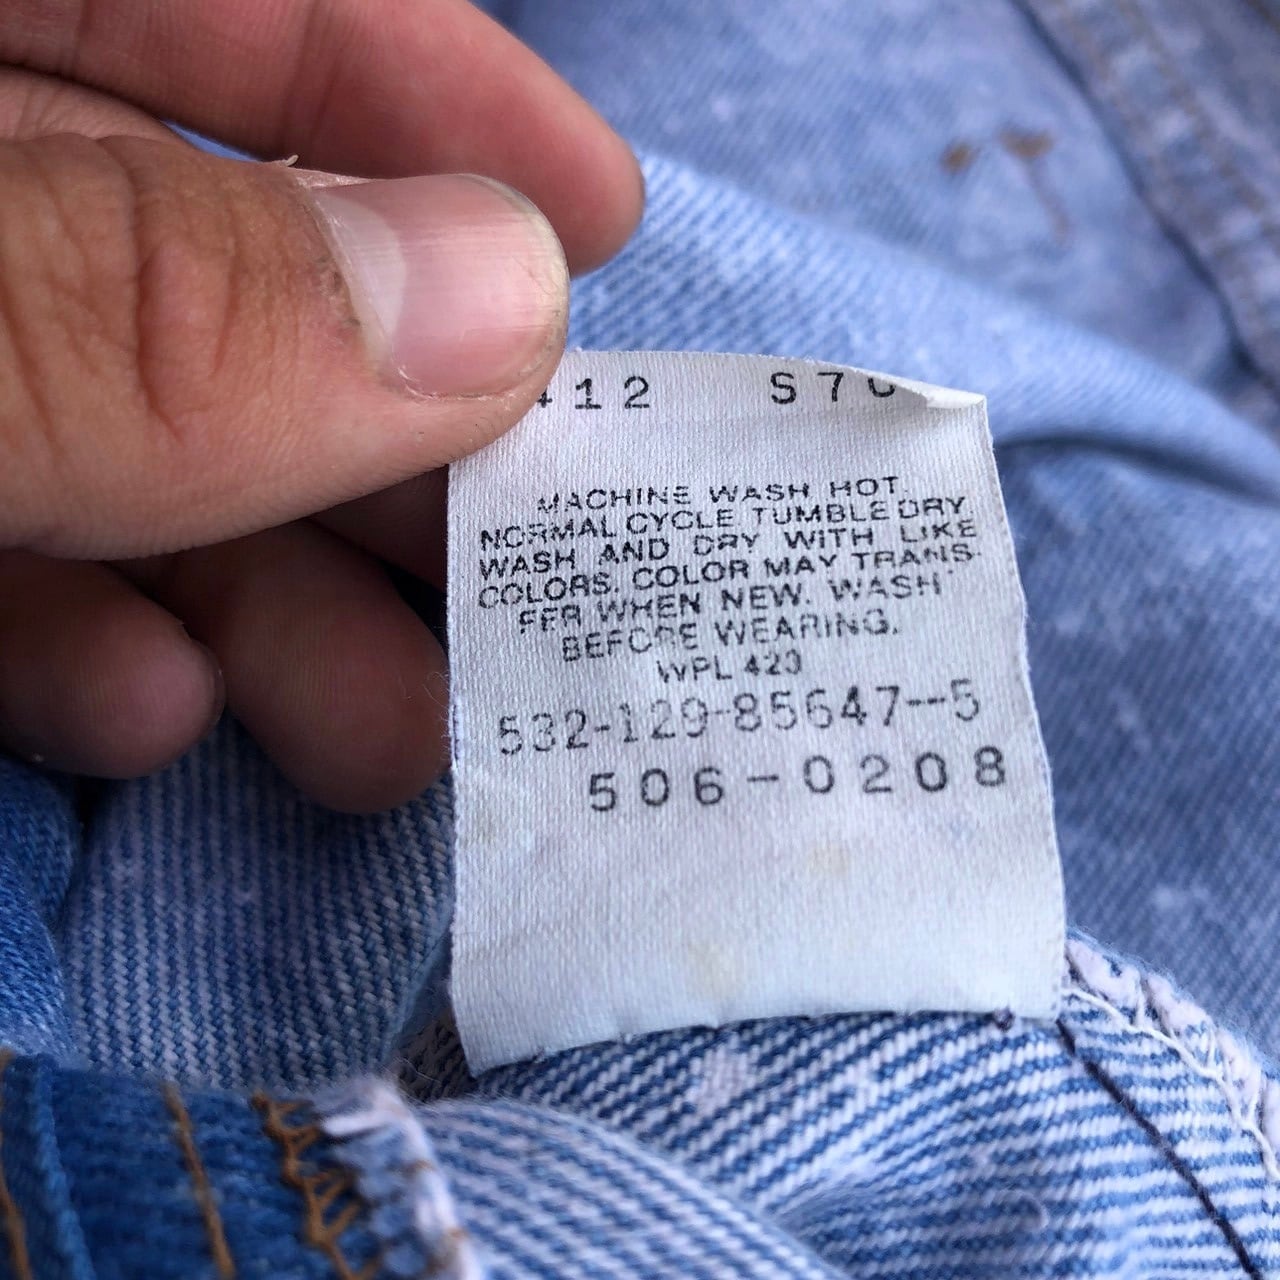 412 S70
MACHINE WASH HOT.
NORMAL CYCLE. TUMBLE DRY.
WASH AND DRY WITH LIKE
COLORS. COLOR MAY TRANS-
FER WHEN NEW. WASH
BEFORE WEARING.
WPL 423
532-129-85647--5
506-0208